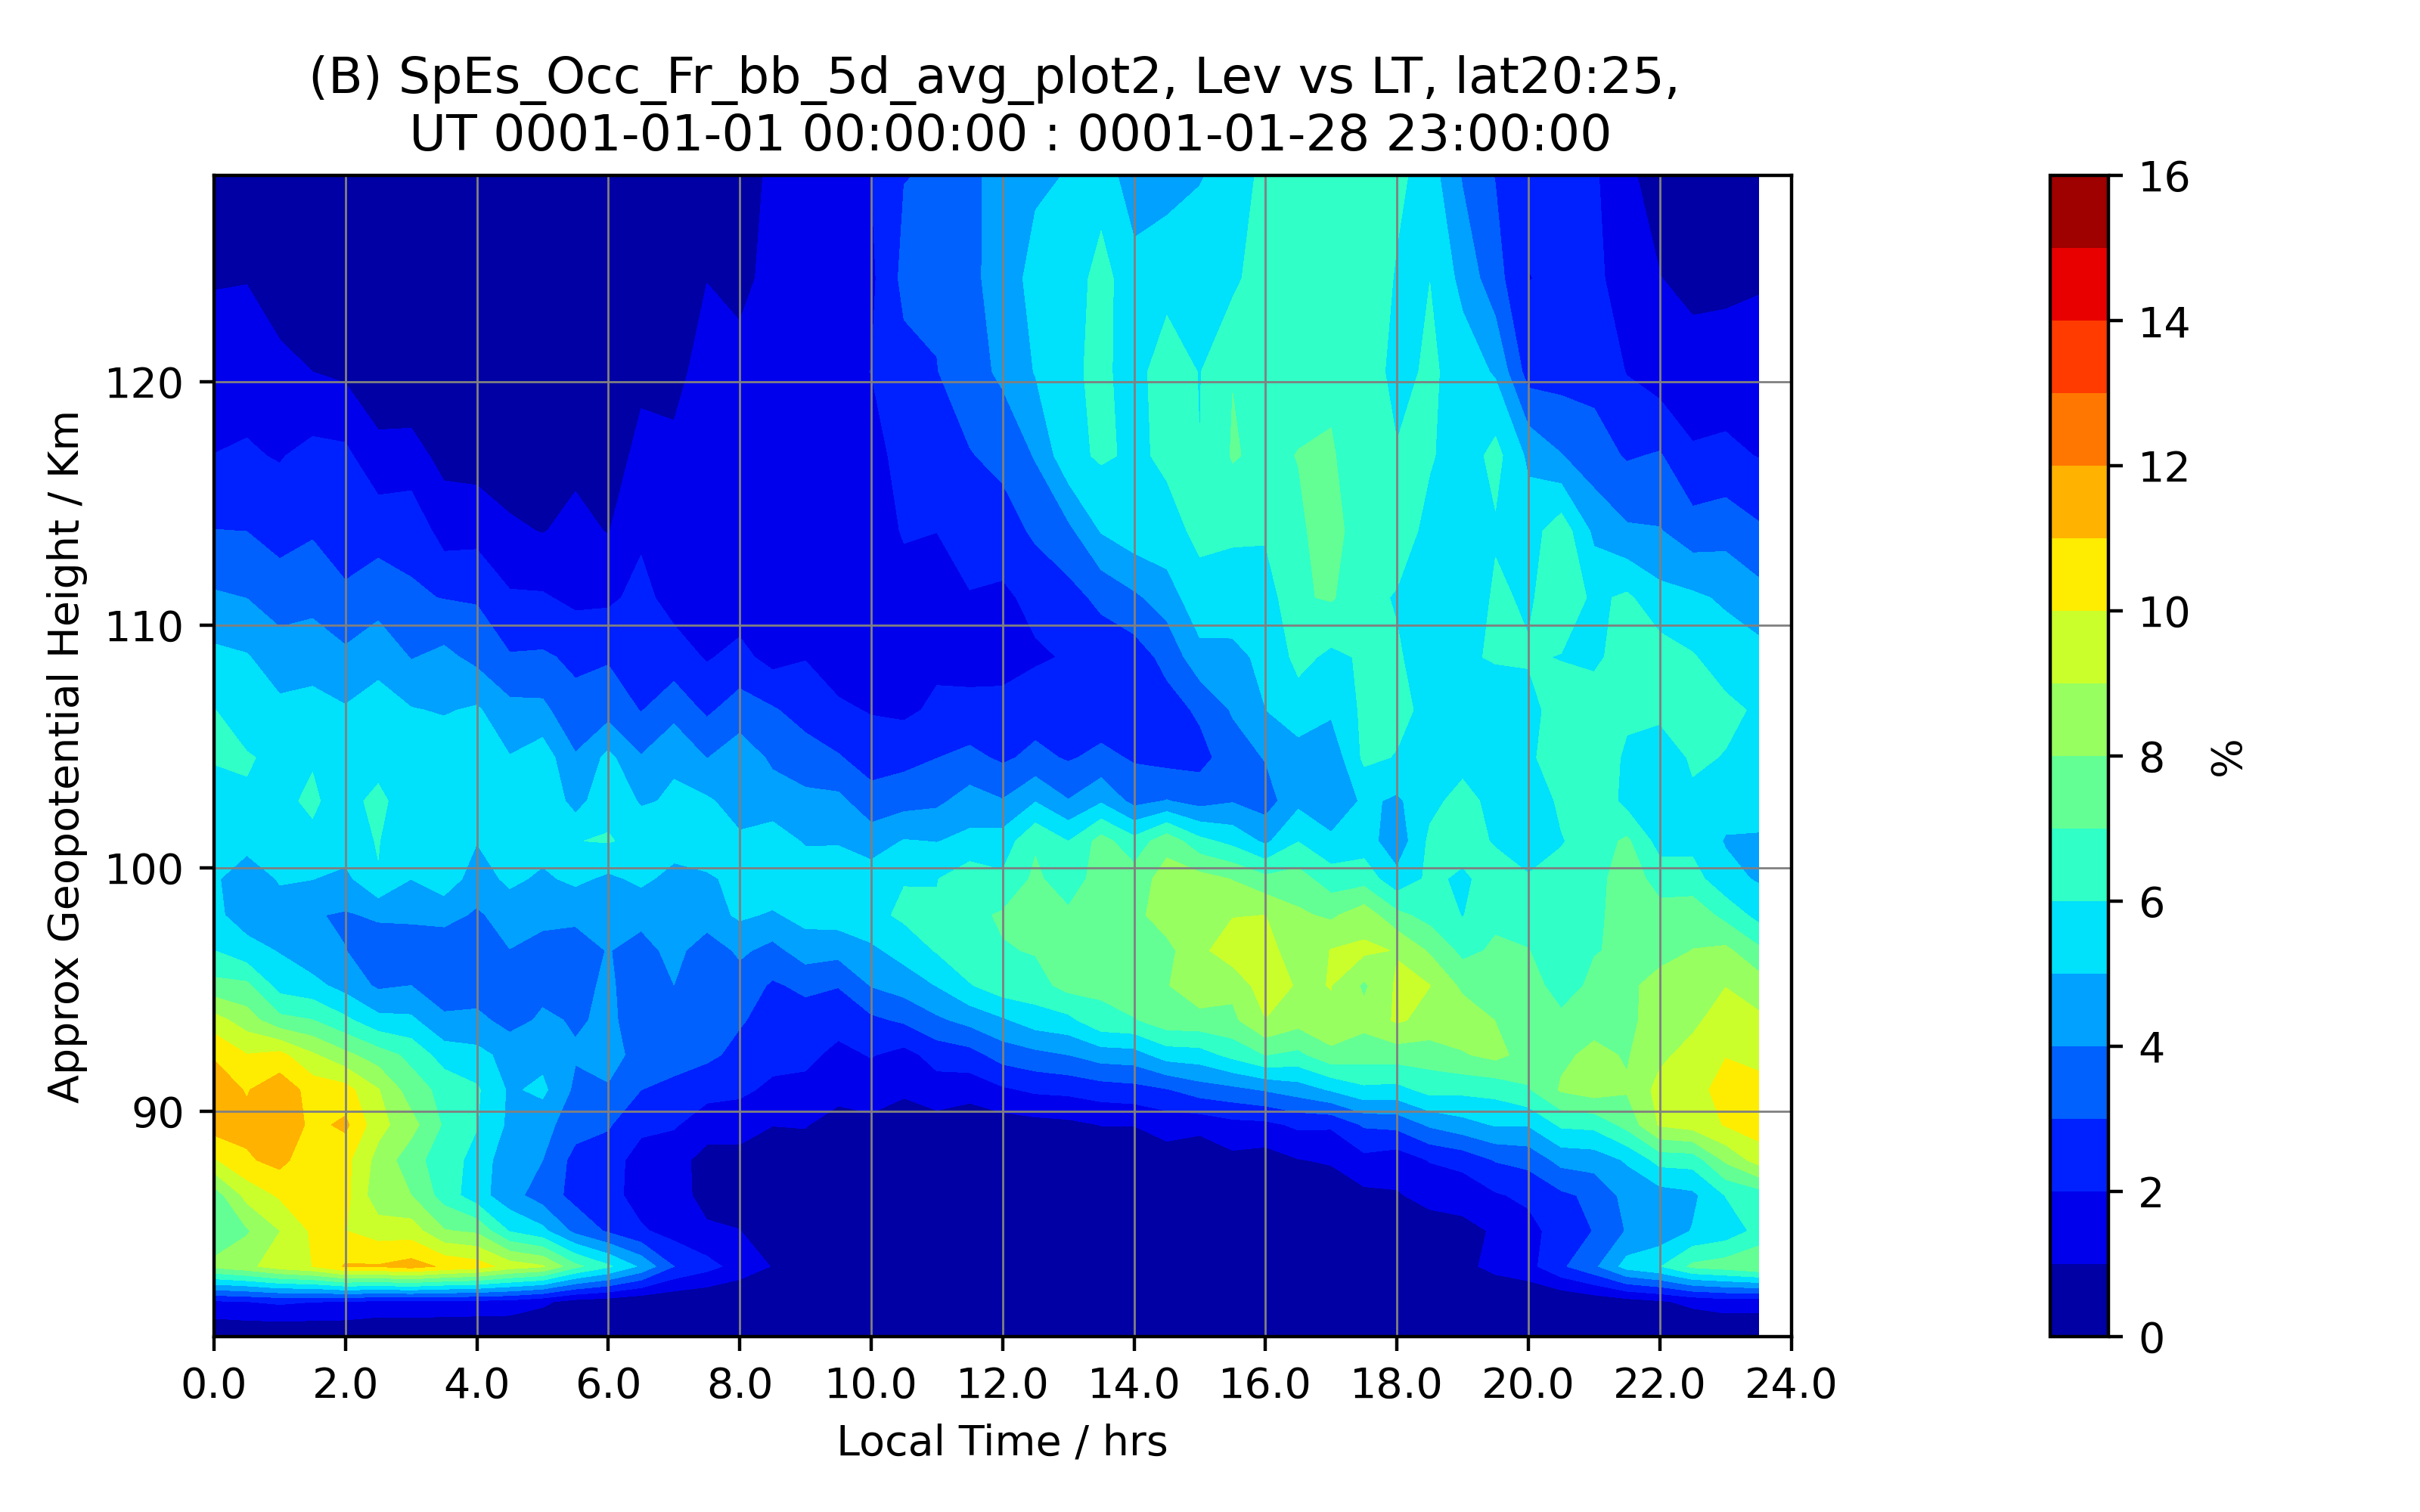 (B) SpEs_Occ_Fr_bb_5d_avg_plot2, Lev vs LT, lat20:25,
UT 0001-01-01 00:00:00 : 0001-01-28 23:00:00
Approx Geopotential Height / Km
120
110
100
90
0.0 2.0 4.0 6.0 8.0 10.0 12.0 14.0 16.0 18.0 20.0 22.0 24.0
Local Time / hrs
16
14
12
10
8
6
4
2
0
%